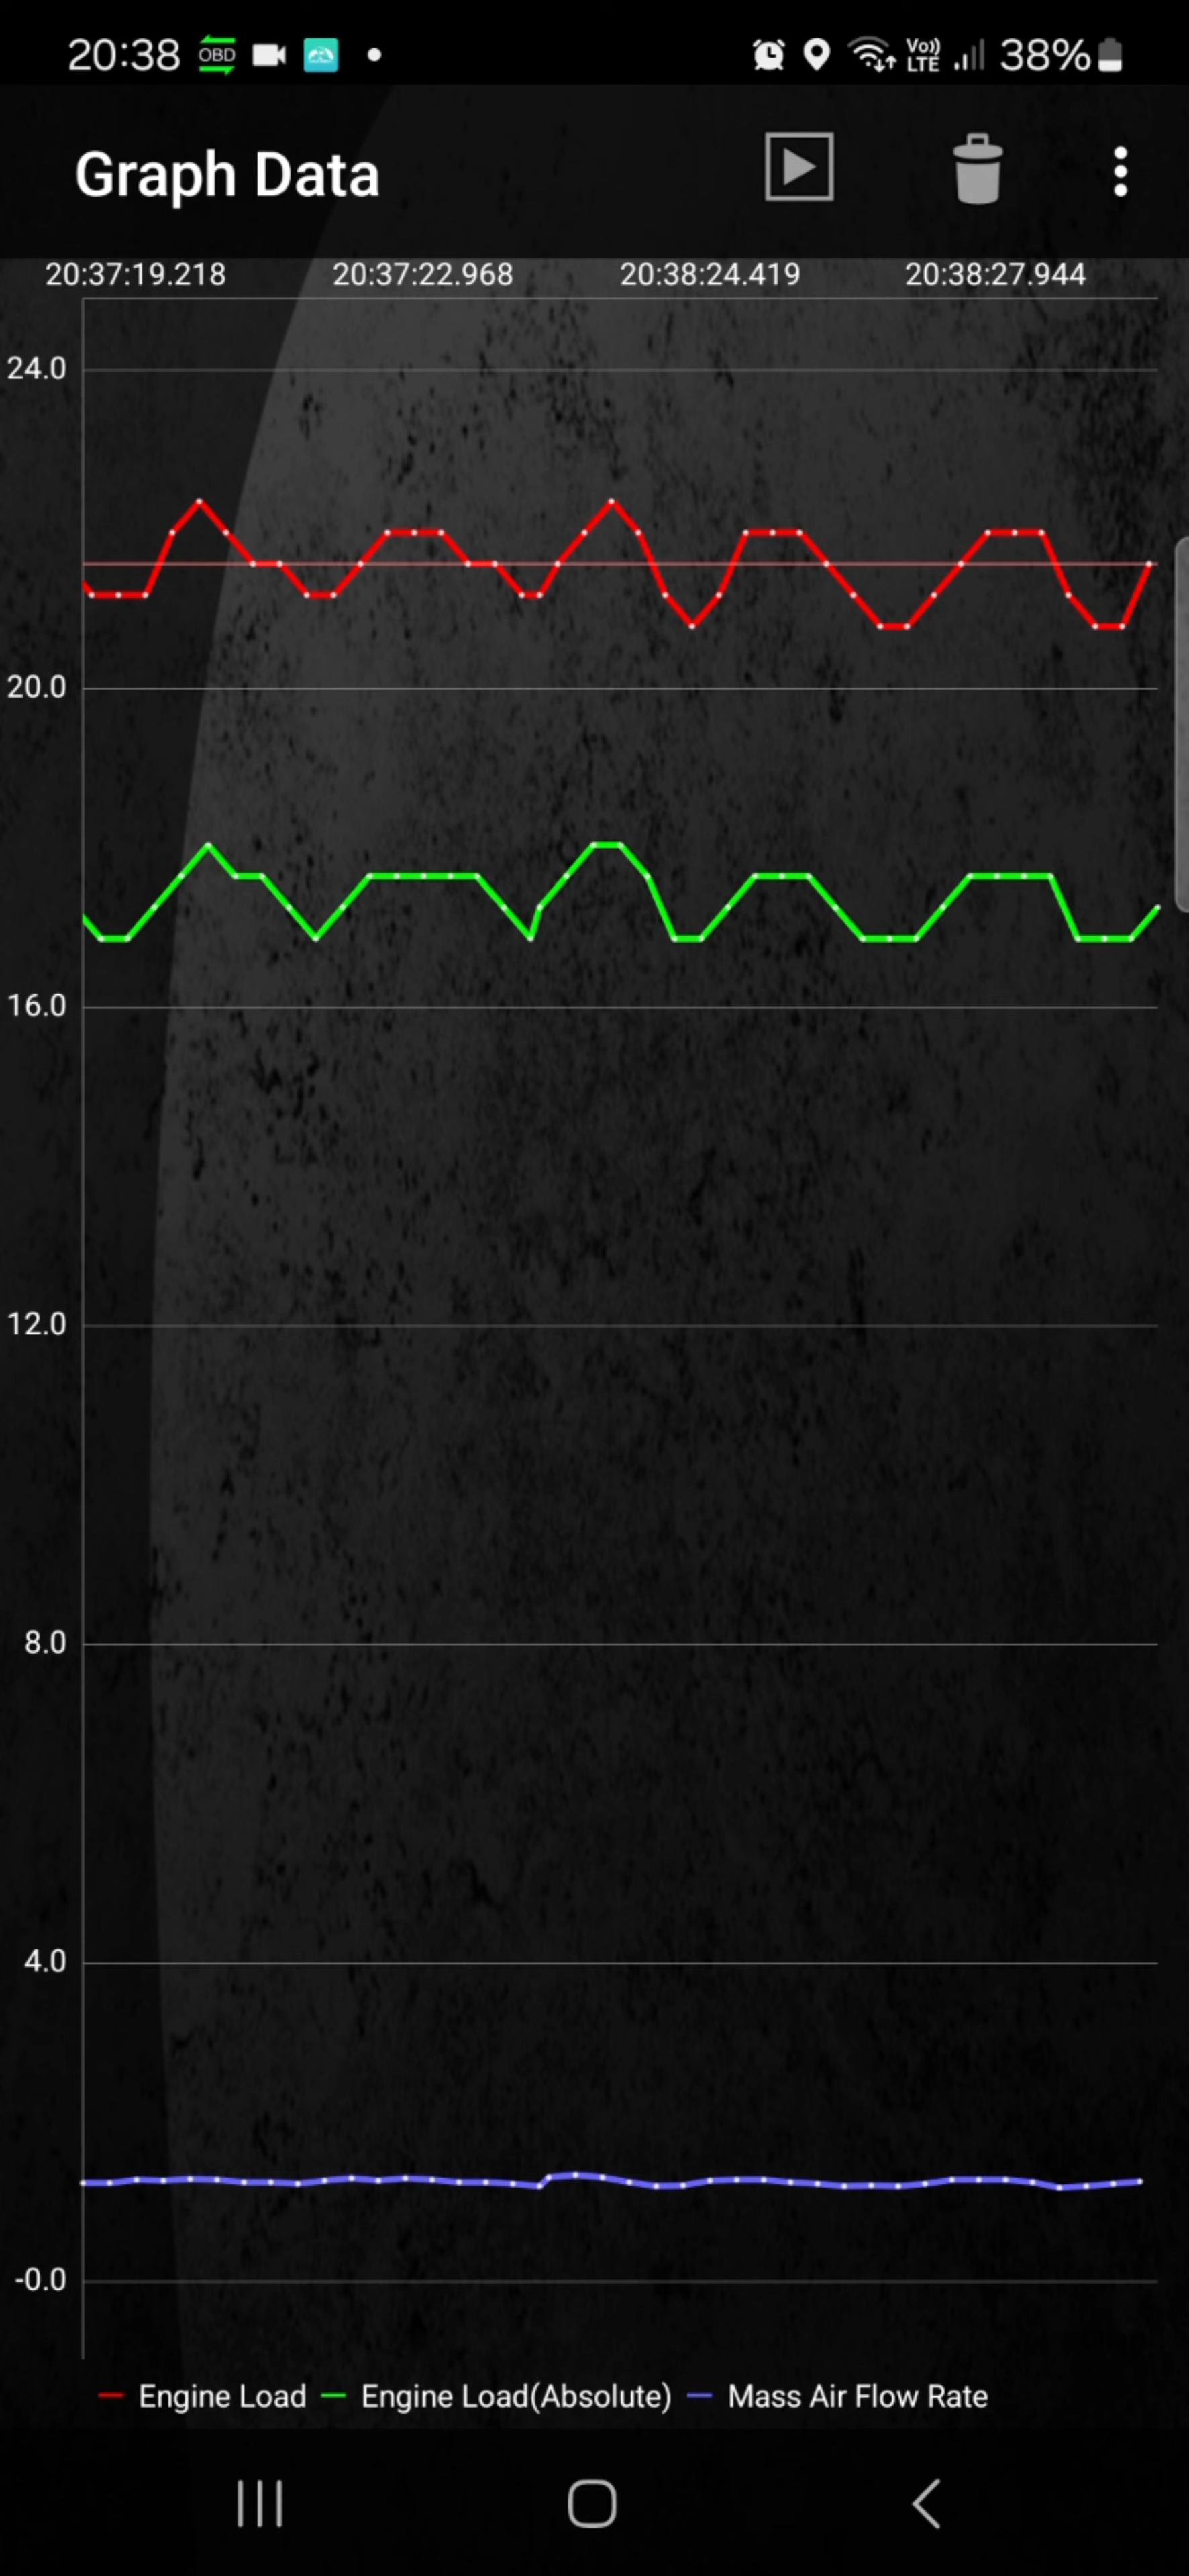 20:38 OBD Vo)) LTE 38%
Graph Data
20:37:19.218 20:37:22.968 20:38:24.419 20:38:27.944
24.0
20.0
16.0
12.0
8.0
4.0
-0.0
Engine Load Engine Load(Absolute) Mass Air Flow Rate